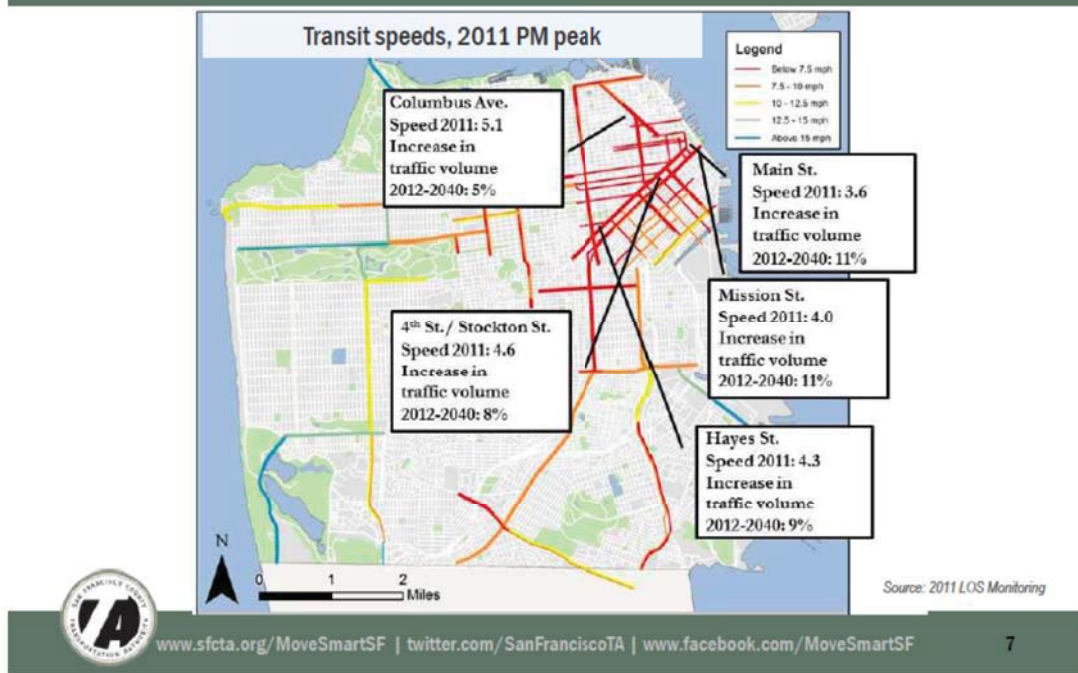 Transit speeds, 2011 PM peak
Legend
Below 7.5 mph
7.5 - 10 mph
10 - 12.5 mph
12.5 - 15 mph
Above 15 mph
Columbus Ave.
Speed 2011: 5.1
Increase in
traffic volume
2012-2040: 5%
Main St.
Speed 2011: 3.6
Increase in
traffic volume
2012-2040: 11%
Mission St.
Speed 2011: 4.0
Increase in
traffic volume
2012-2040: 11%
4th St./ Stockton St.
Speed 2011: 4.6
Increase in
traffic volume
2012-2040: 8%
Hayes St.
Speed 2011: 4.3
Increase in
traffic volume
2012-2040: 9%
N
0 1 2
Miles
Source: 2011 LOS Monitoring
SAN FRANCISCO COUNTY
TRANSPORTATION AUTHORITY
www.sfcta.org/MoveSmartSF | twitter.com/SanFranciscoTA | www.facebook.com/MoveSmartSF
7